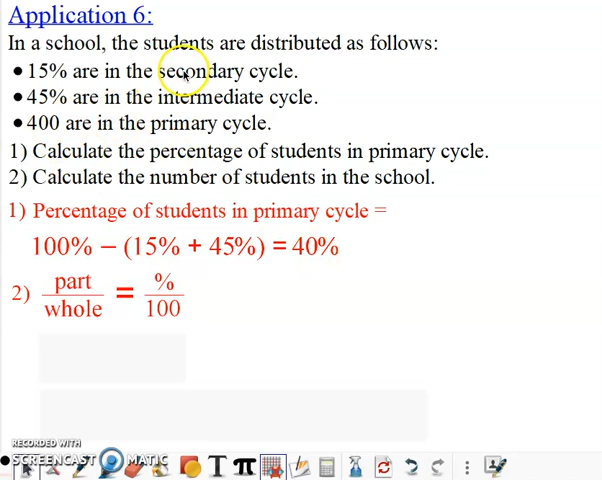 Application 6:
In a school, the students are distributed as follows:
• 15% are in the secondary cycle.
• 45% are in the intermediate cycle.
• 400 are in the primary cycle.
1) Calculate the percentage of students in primary cycle.
2) Calculate the number of students in the school.
1) Percentage of students in primary cycle =
100% − (15% + 45%) = 40%
2) part/whole = %/100
RECORDED WITH
SCREENCAST MATIC
T π